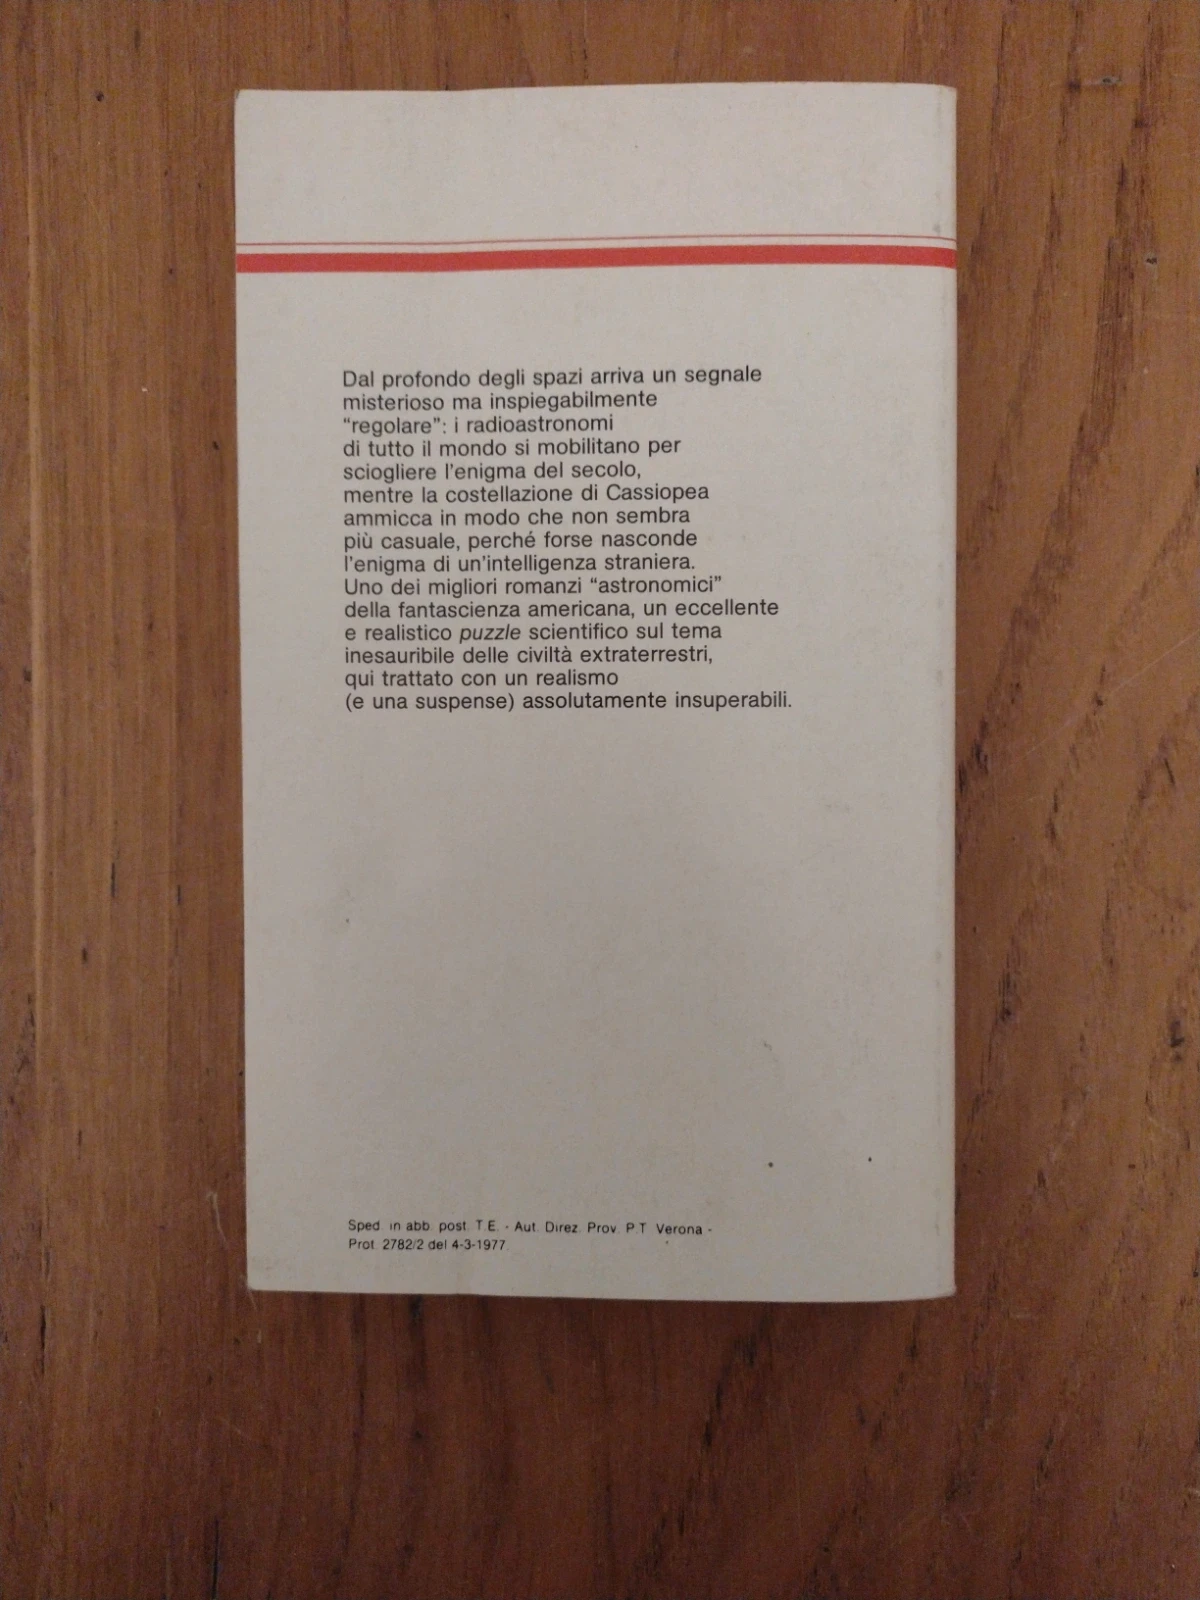 Dal profondo degli spazi arriva un segnale
misterioso ma inspiegabilmente
“regolare”: i radioastronomi
di tutto il mondo si mobilitano per
sciogliere l'enigma del secolo,
mentre la costellazione di Cassiopea
ammicca in modo che non sembra
più casuale, perché forse nasconde
l'enigma di un'intelligenza straniera.
Uno dei migliori romanzi “astronomici”
della fantascienza americana, un eccellente
e realistico puzzle scientifico sul tema
inesauribile delle civiltà extraterrestri,
qui trattato con un realismo
(e una suspense) assolutamente insuperabili.
Sped. in abb. post. T.E. - Aut. Direz. Prov. P.T. Verona -
Prot. 2782/2 del 4-3-1977